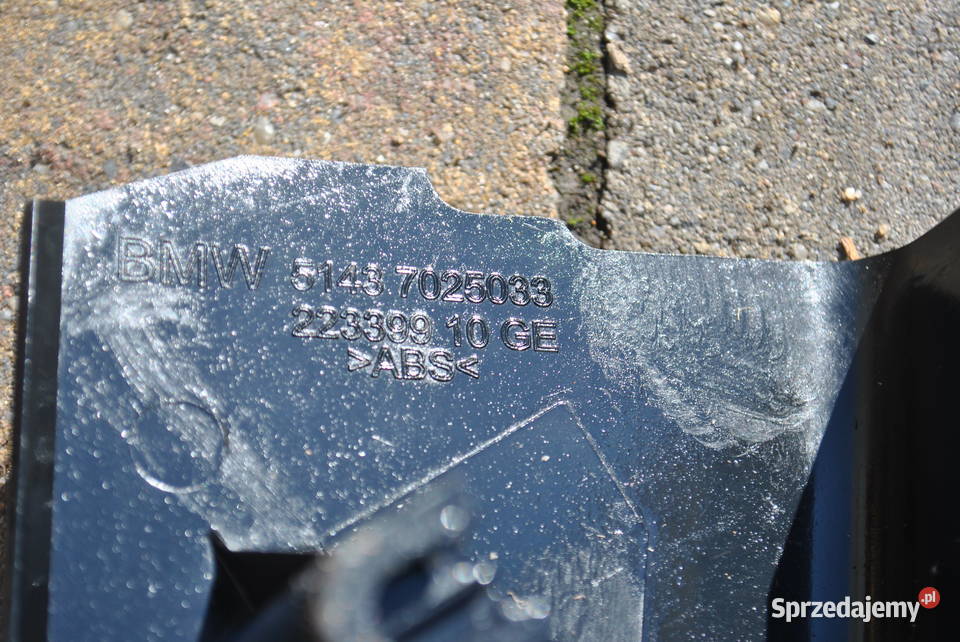 BMW 5143 7025033
223399 10 GE
>ABS<
Sprzedajemy.pl